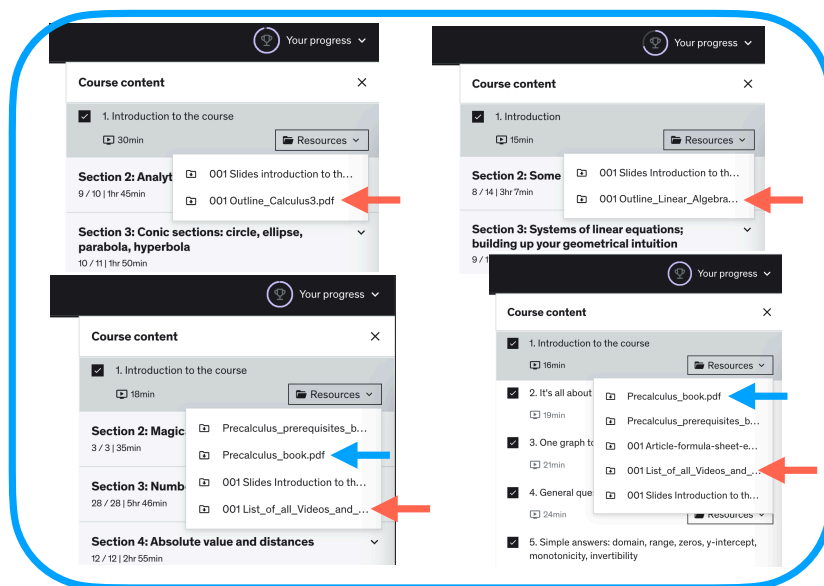 Your progress
Course content
1. Introduction to the course
30min
Resources
001 Slides introduction to th...
Section 2: Analyt
9 / 10 | 1hr 45min
001 Outline_Calculus3.pdf
Section 3: Conic sections: circle, ellipse,
parabola, hyperbola
10 / 11 | 1hr 50min
Your progress
Course content
1. Introduction
15min
Resources
001 Slides Introduction to th...
Section 2: Some
8 / 14 | 3hr 7min
001 Outline_Linear_Algebra...
Section 3: Systems of linear equations;
building up your geometrical intuition
9 / 1
Your progress
Course content
1. Introduction to the course
18min
Resources
Precalculus_prerequisites_b...
Section 2: Magic
3 / 3 | 35min
Precalculus_book.pdf
001 Slides Introduction to th...
Section 3: Numb
28 / 28 | 5hr 46min
001 List_of_all_Videos_and_...
Section 4: Absolute value and distances
12 / 12 | 2hr 55min
Your progress
Course content
1. Introduction to the course
16min
Resources
2. It's all about
Precalculus_book.pdf
19min
Precalculus_prerequisites_b...
3. One graph to
001 Article-formula-sheet-e...
21min
001 List_of_all_Videos_and_...
4. General que
001 Slides Introduction to th...
24min
Resources
5. Simple answers: domain, range, zeros, y-intercept,
monotonicity, invertibility